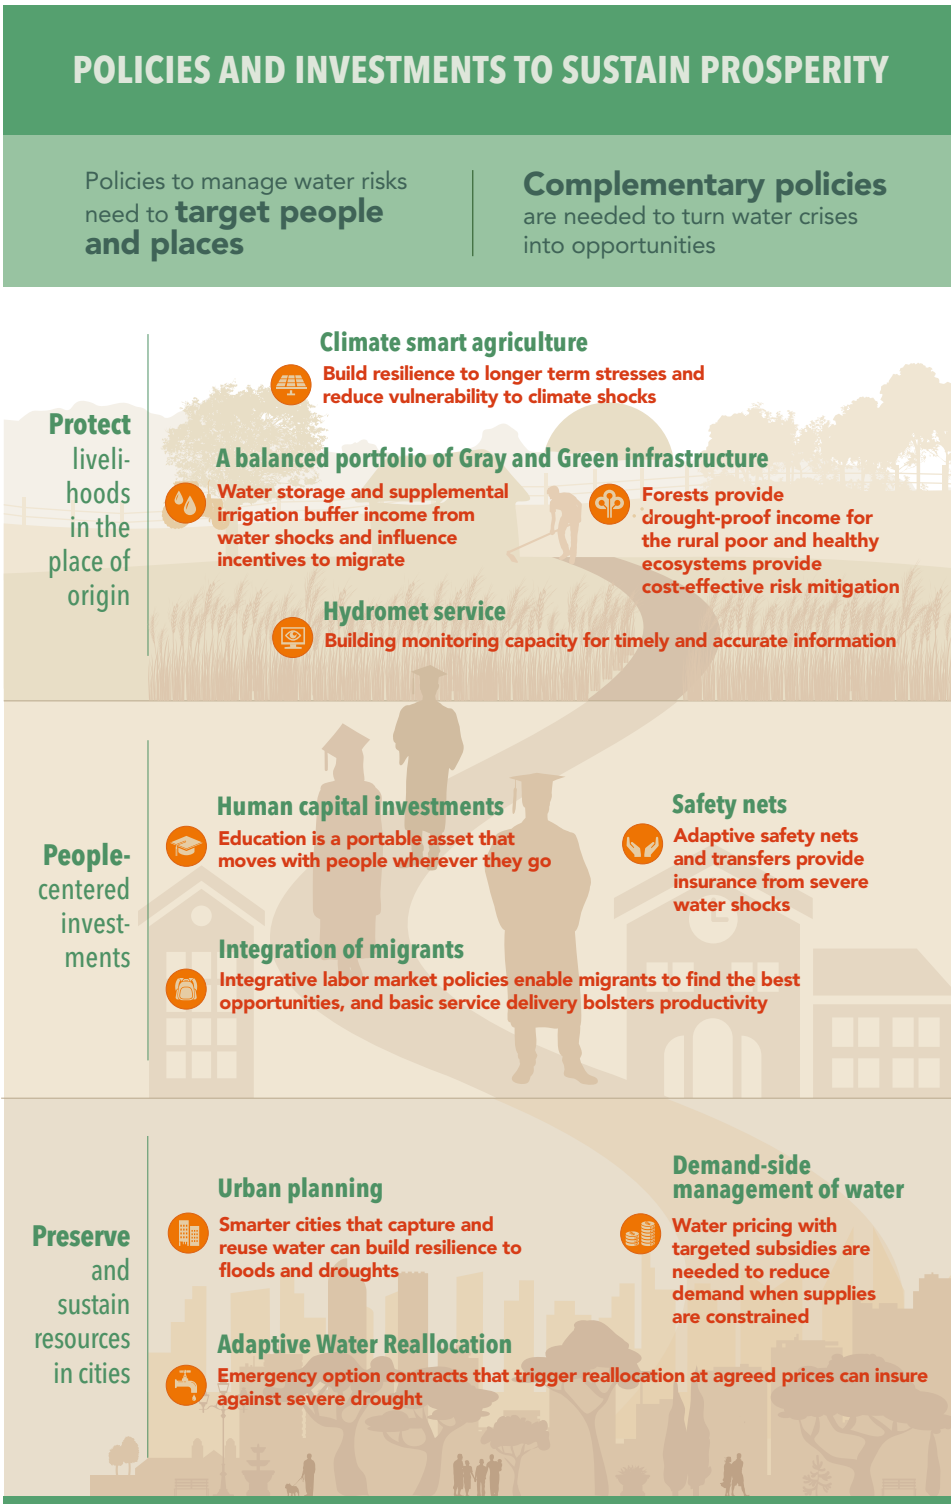 POLICIES AND INVESTMENTS TO SUSTAIN PROSPERITY
Policies to manage water risks
need to target people
and places
Complementary policies
are needed to turn water crises
into opportunities
Protect
liveli-
hoods
in the
place of
origin
Climate smart agriculture
Build resilience to longer term stresses and
reduce vulnerability to climate shocks
A balanced portfolio of Gray and Green infrastructure
Water storage and supplemental
irrigation buffer income from
water shocks and influence
incentives to migrate
Forests provide
drought-proof income for
the rural poor and healthy
ecosystems provide
cost-effective risk mitigation
Hydromet service
Building monitoring capacity for timely and accurate information
People-
centered
invest-
ments
Human capital investments
Education is a portable asset that
moves with people wherever they go
Safety nets
Adaptive safety nets
and transfers provide
insurance from severe
water shocks
Integration of migrants
Integrative labor market policies enable migrants to find the best
opportunities, and basic service delivery bolsters productivity
Preserve
and
sustain
resources
in cities
Urban planning
Smarter cities that capture and
reuse water can build resilience to
floods and droughts
Demand-side
management of water
Water pricing with
targeted subsidies are
needed to reduce
demand when supplies
are constrained
Adaptive Water Reallocation
Emergency option contracts that trigger reallocation at agreed prices can insure
against severe drought